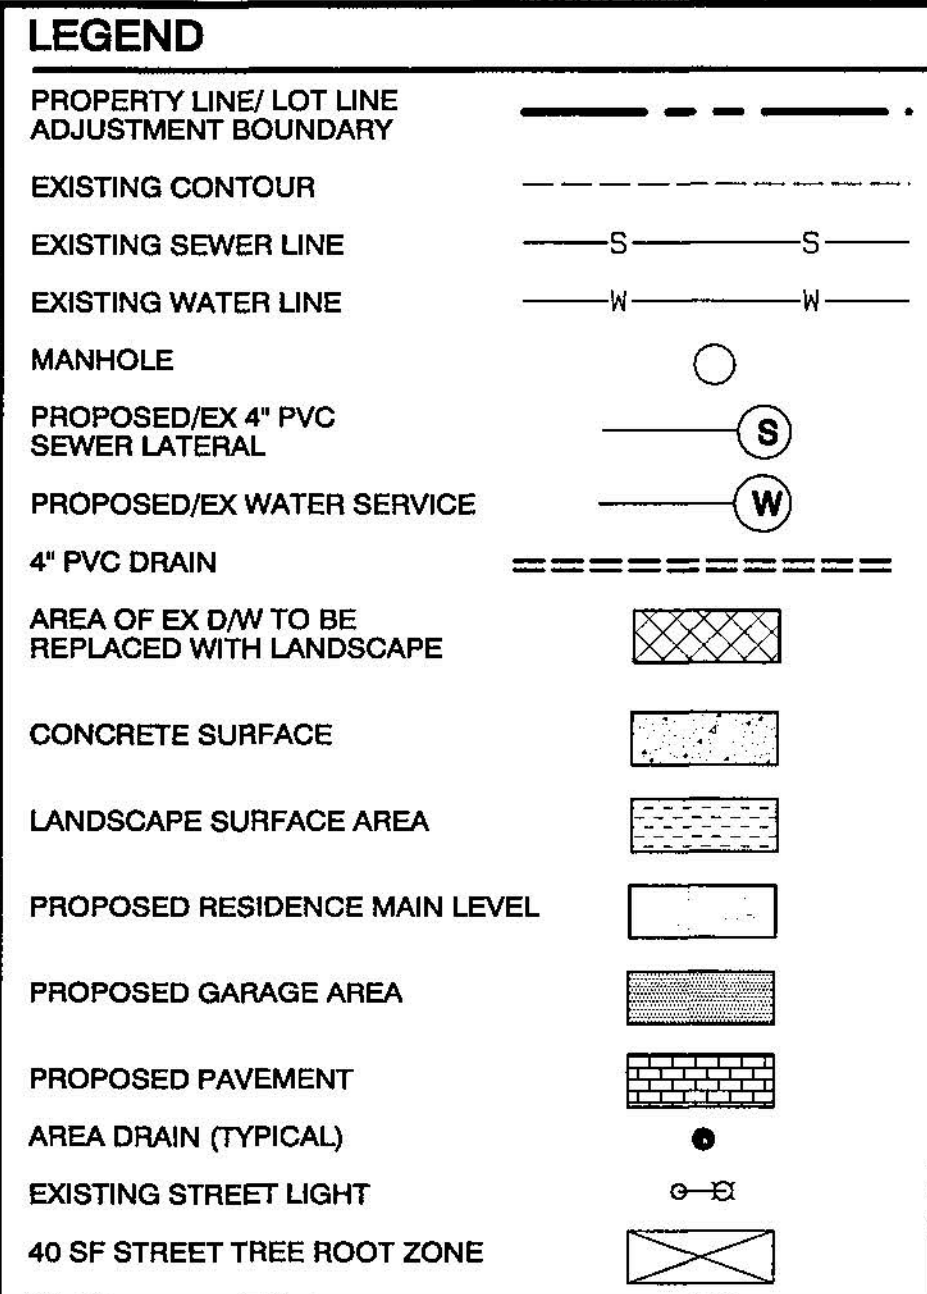 LEGEND
PROPERTY LINE/ LOT LINE
ADJUSTMENT BOUNDARY
EXISTING CONTOUR
EXISTING SEWER LINE
S S
EXISTING WATER LINE
W W
MANHOLE
PROPOSED/EX 4" PVC
SEWER LATERAL
S
PROPOSED/EX WATER SERVICE
W
4" PVC DRAIN
AREA OF EX D/W TO BE
REPLACED WITH LANDSCAPE
CONCRETE SURFACE
LANDSCAPE SURFACE AREA
PROPOSED RESIDENCE MAIN LEVEL
PROPOSED GARAGE AREA
PROPOSED PAVEMENT
AREA DRAIN (TYPICAL)
EXISTING STREET LIGHT
40 SF STREET TREE ROOT ZONE